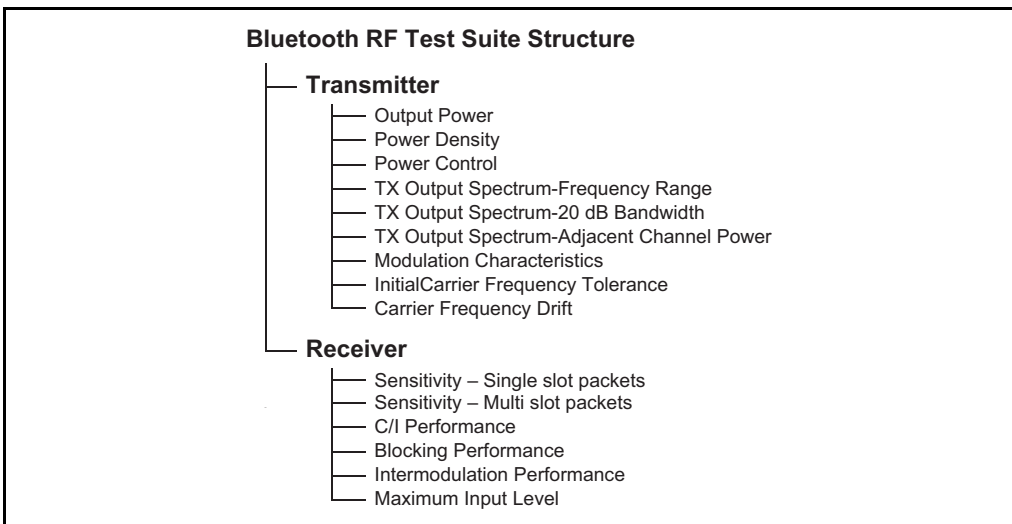 Bluetooth RF Test Suite Structure
Transmitter
Output Power
Power Density
Power Control
TX Output Spectrum-Frequency Range
TX Output Spectrum-20 dB Bandwidth
TX Output Spectrum-Adjacent Channel Power
Modulation Characteristics
InitialCarrier Frequency Tolerance
Carrier Frequency Drift
Receiver
Sensitivity – Single slot packets
Sensitivity – Multi slot packets
C/I Performance
Blocking Performance
Intermodulation Performance
Maximum Input Level